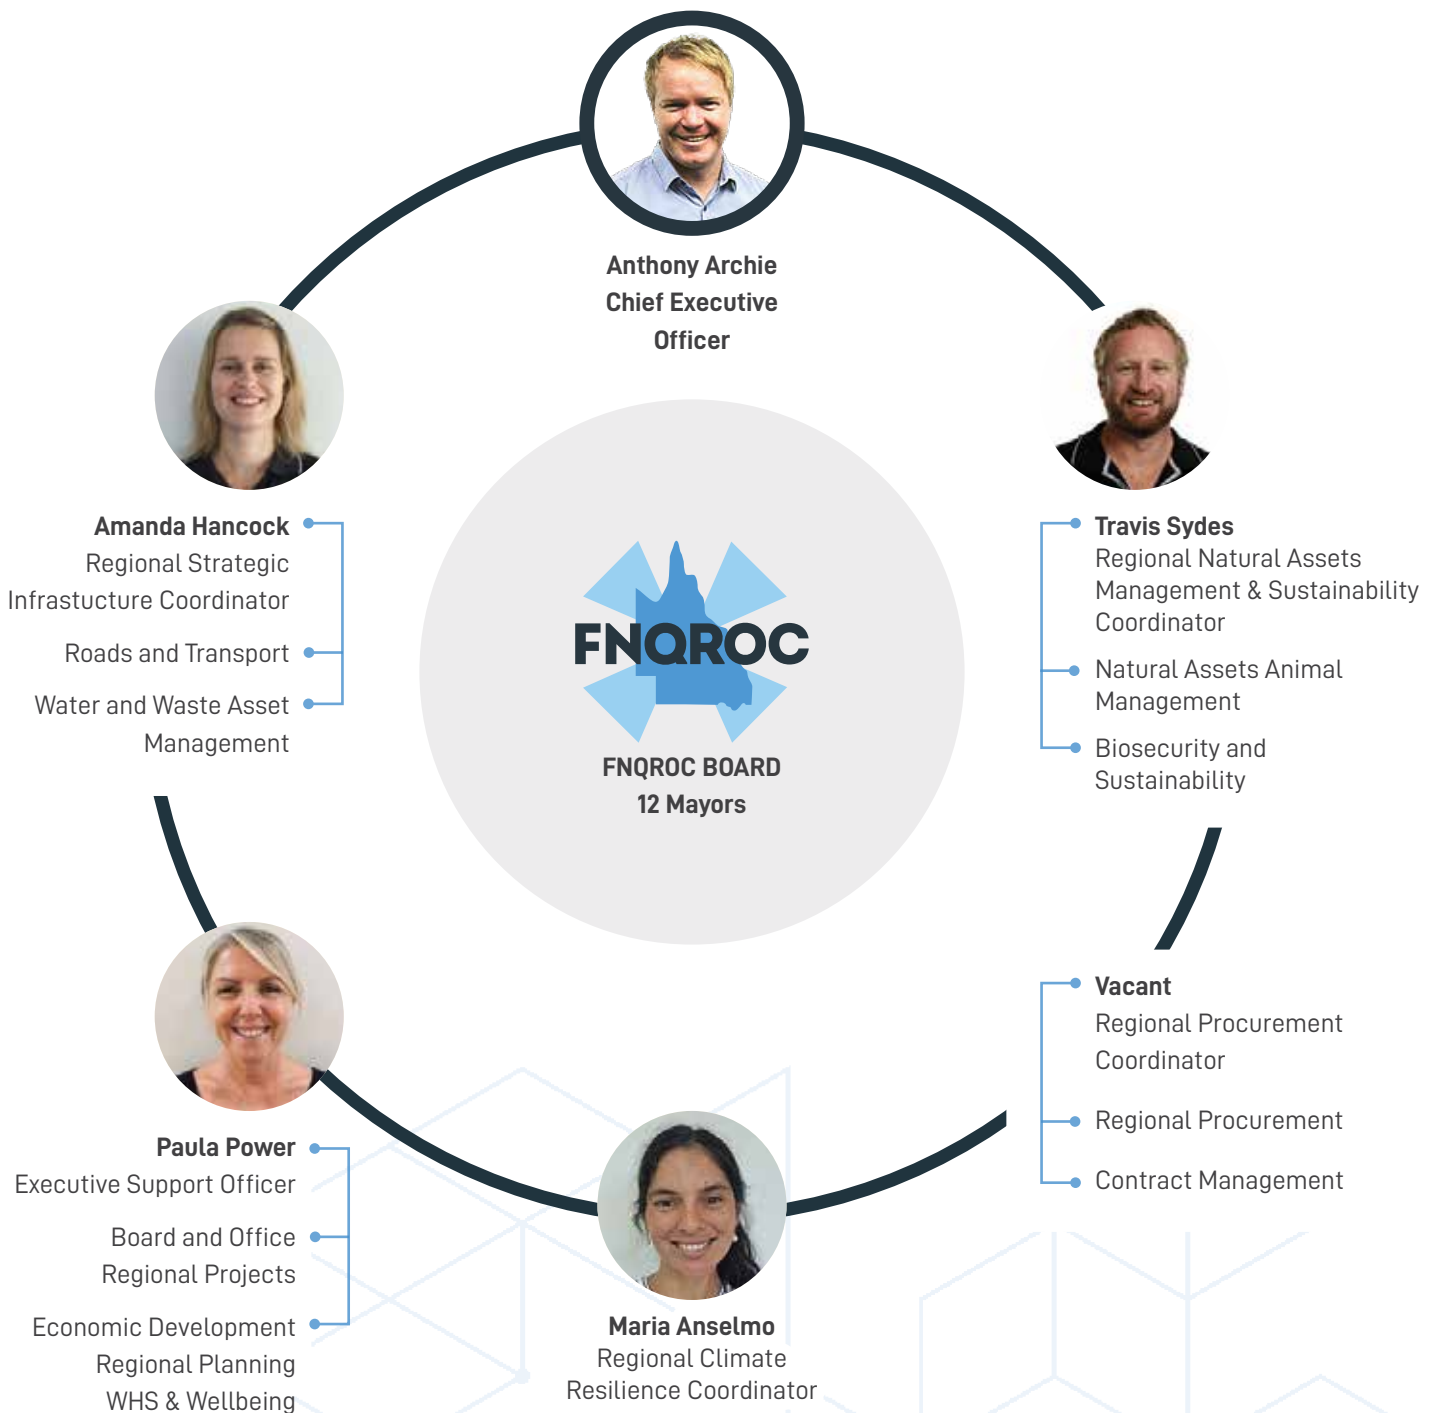 Anthony Archie
Chief Executive
Officer
Amanda Hancock
Regional Strategic
Infrastucture Coordinator
Roads and Transport
Water and Waste Asset
Management
Travis Sydes
Regional Natural Assets
Management & Sustainability
Coordinator
Natural Assets Animal
Management
Biosecurity and
Sustainability
FNQROC
FNQROC BOARD
12 Mayors
Vacant
Regional Procurement
Coordinator
Regional Procurement
Contract Management
Paula Power
Executive Support Officer
Board and Office
Regional Projects
Economic Development
Regional Planning
WHS & Wellbeing
Maria Anselmo
Regional Climate
Resilience Coordinator